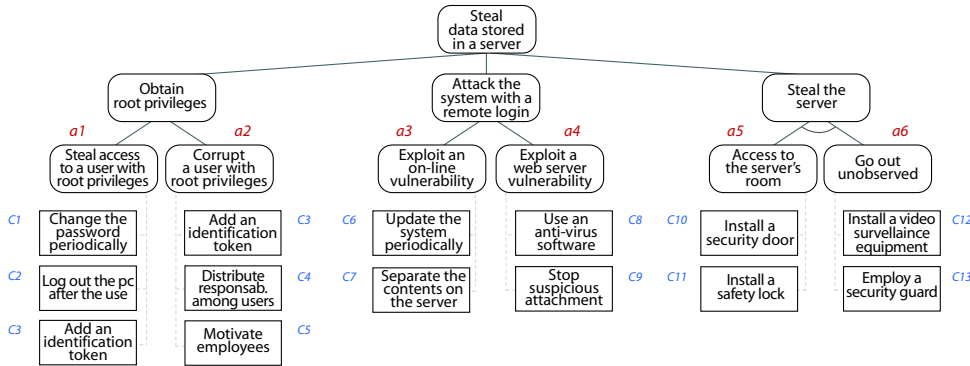 Steal
data stored
in a server
Obtain
root privileges
Attack the
system with a
remote login
Steal the
server
a1
a2
a3
a4
a5
a6
Steal access
to a user with
root privileges
Corrupt
a user with
root privileges
Exploit an
on-line
vulnerability
Exploit a
web server
vulnerability
Access to
the server's
room
Go out
unobserved
C1
Change the
password
periodically
Add an
identification
token
C3
C6
Update the
system
periodically
Use an
anti-virus
software
C8
C10
Install a
security door
Install a video
survellaince
equipment
C12
C2
Log out the pc
after the use
Distribute
responsab.
among users
C4
C7
Separate the
contents on
the server
Stop
suspicious
attachment
C9
C11
Install a
safety lock
Employ a
security guard
C13
C3
Add an
identification
token
Motivate
employees
C5